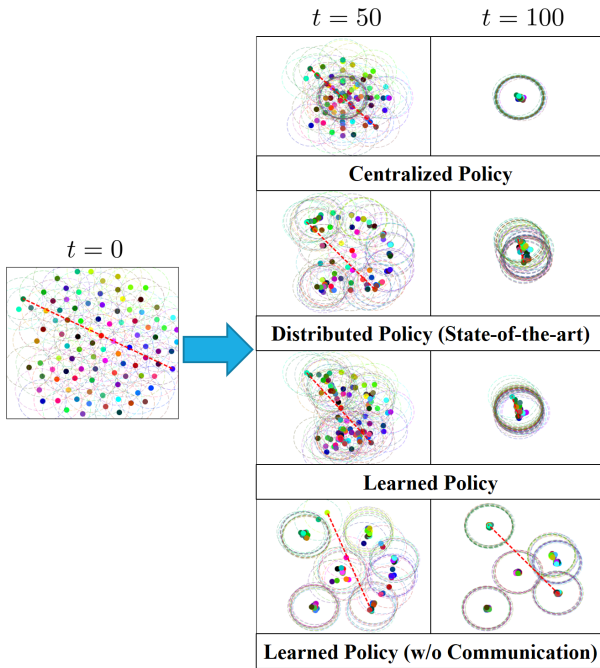 t = 50 t = 100
Centralized Policy
t = 0
Distributed Policy (State-of-the-art)
Learned Policy
Learned Policy (w/o Communication)